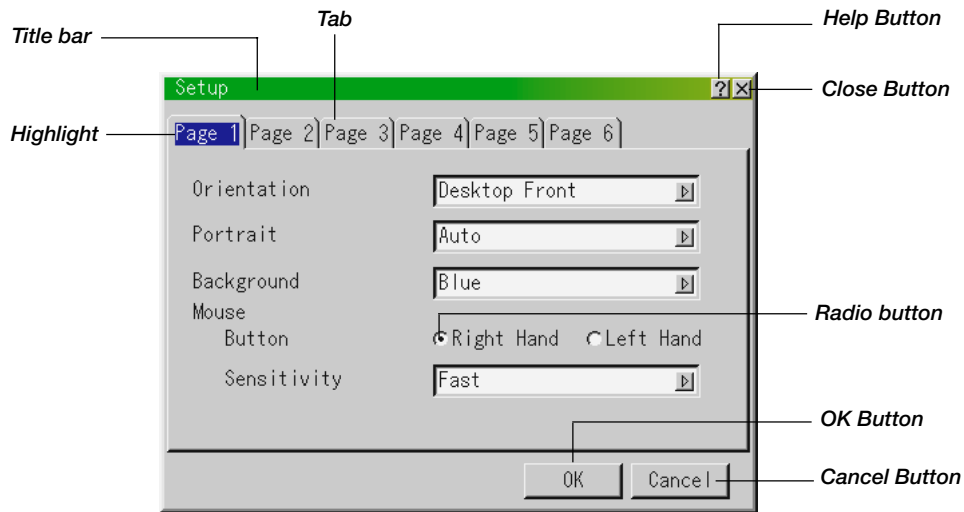 Tab
Help Button
Title bar
Setup
Close Button
Highlight
Page 1 Page 2 Page 3 Page 4 Page 5 Page 6
Orientation Desktop Front
Portrait Auto
Background Blue
Mouse
Button Right Hand Left Hand
Radio button
Sensitivity Fast
OK Button
OK Cancel
Cancel Button